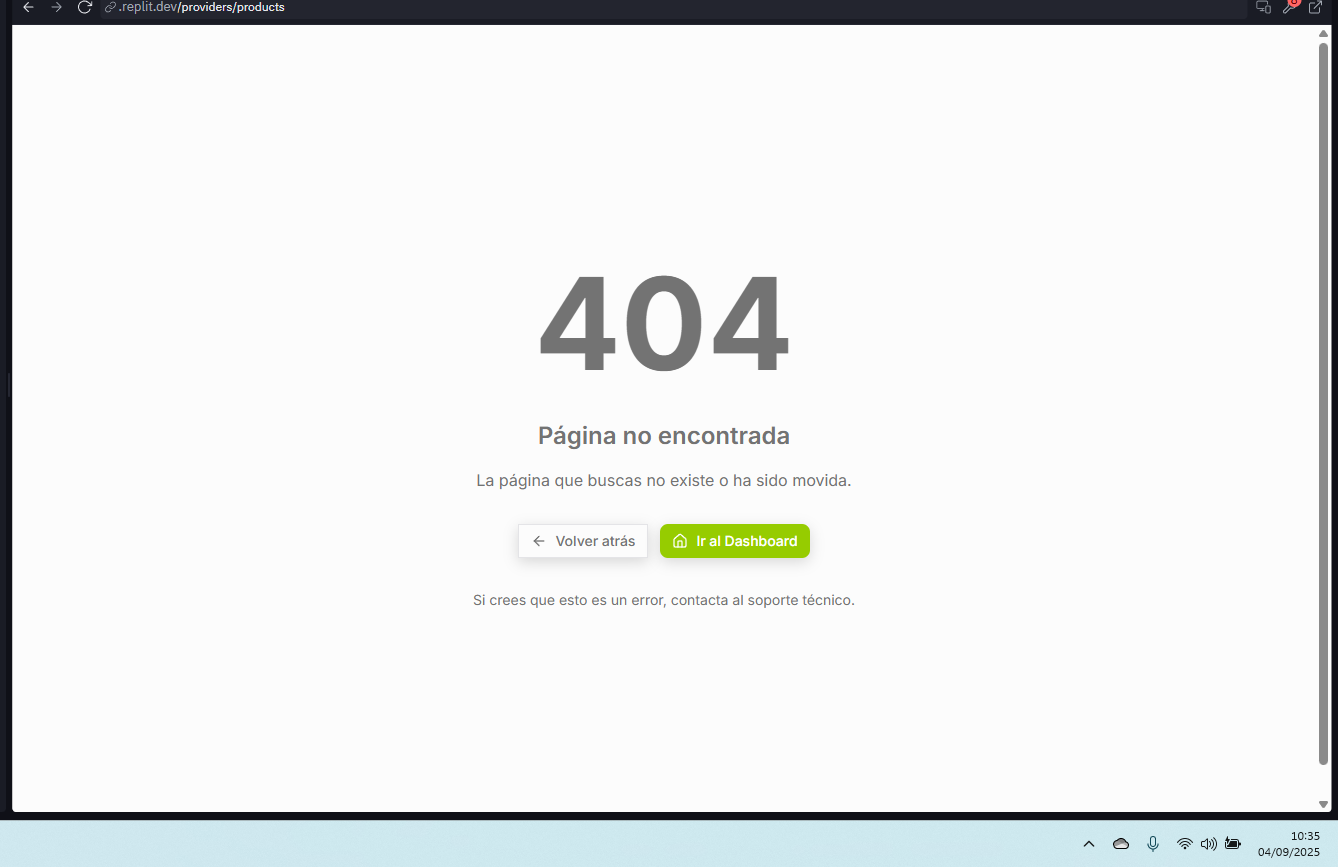 .replit.dev/providers/products
404
Página no encontrada
La página que buscas no existe o ha sido movida.
Volver atrás
Ir al Dashboard
Si crees que esto es un error, contacta al soporte técnico.
10:35
04/09/2025